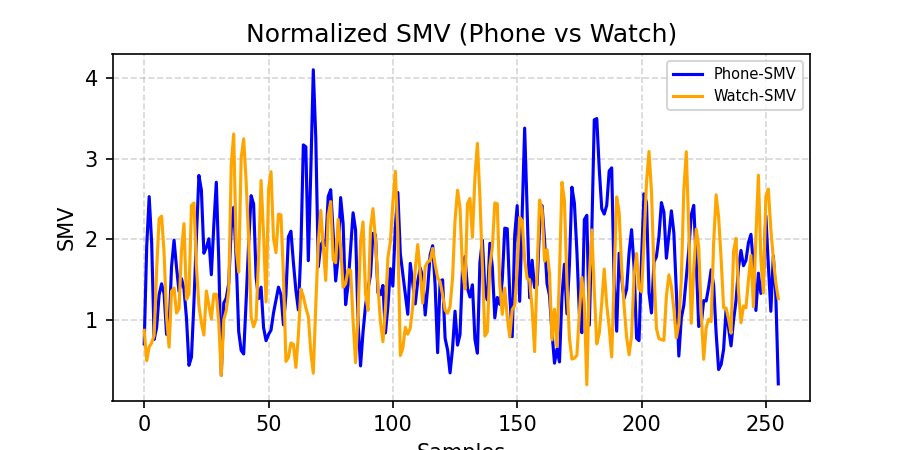 Normalized SMV (Phone vs Watch)
Phone-SMV
Watch-SMV
SMV
4
3
2
1
0 50 100 150 200 250
Samples